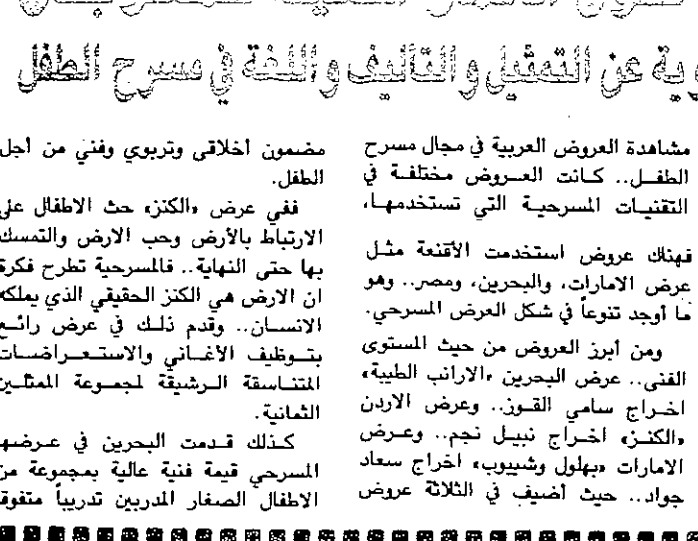 ية عن التمثيل والتأليف واللغة في مسرح الطفل
مشاهدة العروض العربية في مجال مسرح
الطفل.. كانت العروض مختلفة في
التقنيات المسرحية التي تستخدمها،
فهناك عروض استخدمت الأقنعة مثل
عرض الامارات، والبحرين، ومصر.. وهو
ما أوجد تنوعاً في شكل العرض المسرحي.
ومن أبرز العروض من حيث المستوى
الفني.. عرض البحرين «الارانب الطيبة»
اخراج سامي القوز.. وعرض الاردن
«الكنز» اخراج نبيل نجم.. وعرض
الامارات «بهلول وشيبوب» اخراج سعاد
جواد.. حيث أضيف في الثلاثة عروض
مضمون أخلاقي وتربوي وفني من أجل
الطفل.
ففي عرض «الكنز» حث الاطفال على
الارتباط بالأرض وحب الارض والتمسك
بها حتى النهاية.. فالمسرحية تطرح فكرة
ان الارض هي الكنز الحقيقي الذي يملكه
الانسان.. وقدم ذلك في عرض رائع
بتوظيف الأغاني والاستعراضات
المتناسقة الرشيقة لمجموعة الممثلين
الثمانية.
كذلك قدمت البحرين في عرضها
المسرحي قيمة فنية عالية بمجموعة من
الاطفال الصغار المدربين تدريباً متفوقا